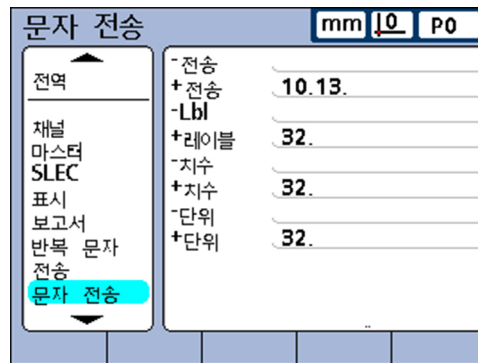 문자 전송 mm 0 P0
전역
채널
마스터
SLEC
표시
보고서
반복 문자
전송
문자 전송
-전송
+전송 10.13.
-Lbl
+레이블 32.
-치수
+치수 32.
-단위
+단위 32.
..